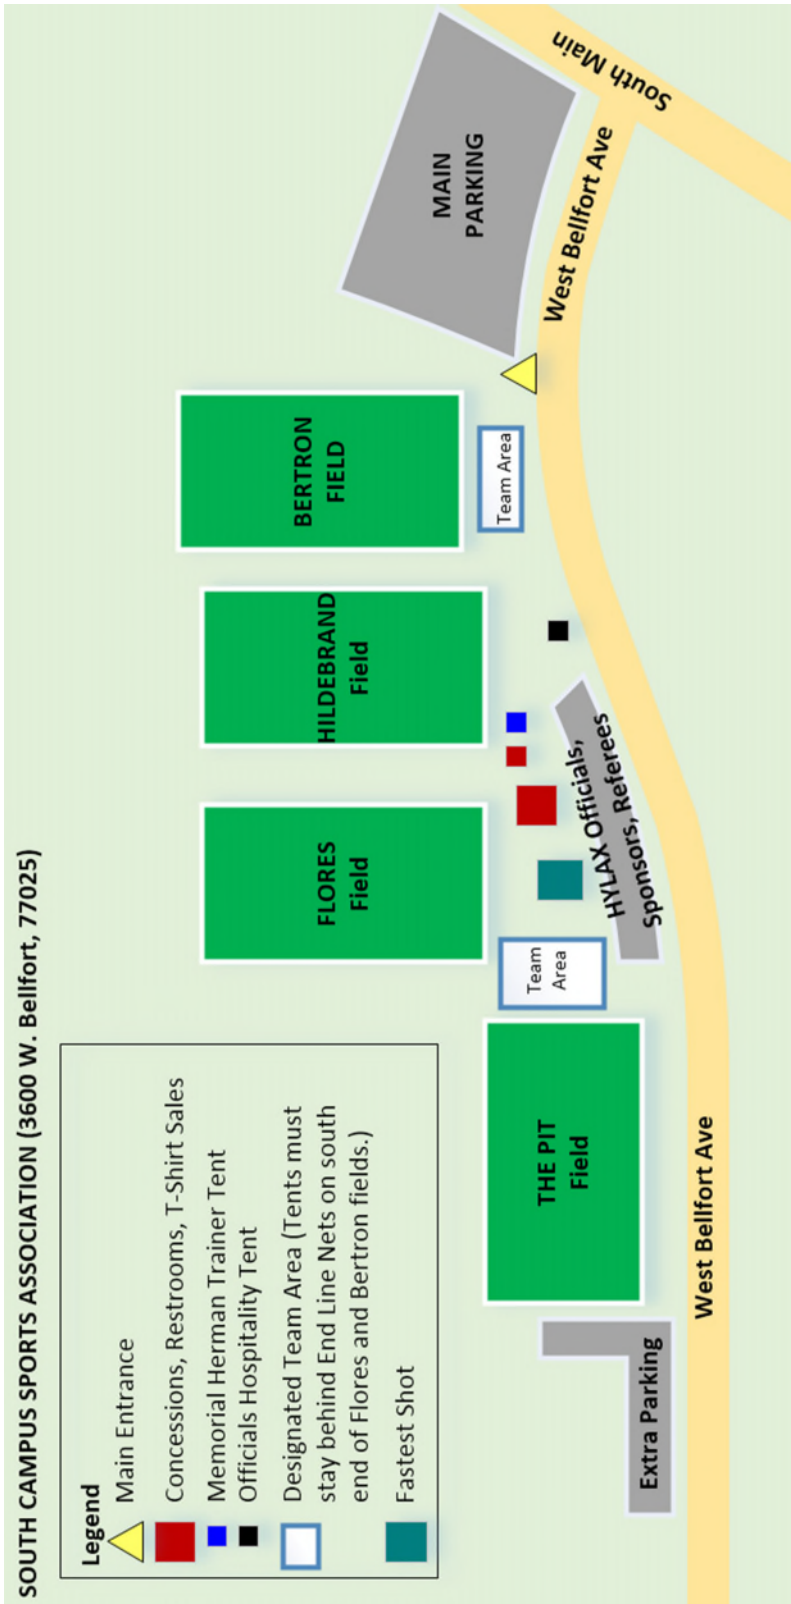 SOUTH CAMPUS SPORTS ASSOCIATION (3600 W. Bellfort, 77025)
Legend
Main Entrance
Concessions, Restrooms, T-Shirt Sales
Memorial Herman Trainer Tent
Officials Hospitality Tent
Designated Team Area (Tents must
stay behind End Line Nets on south
end of Flores and Bertron fields.)
Fastest Shot
FLORES
Field
HILDEBRAND
Field
BERTRON
FIELD
MAIN
PARKING
South Main
Team Area
West Bellfort Ave
THE PIT
Field
Team
Area
HYLAX Officials,
Sponsors, Referees
Extra Parking
West Bellfort Ave